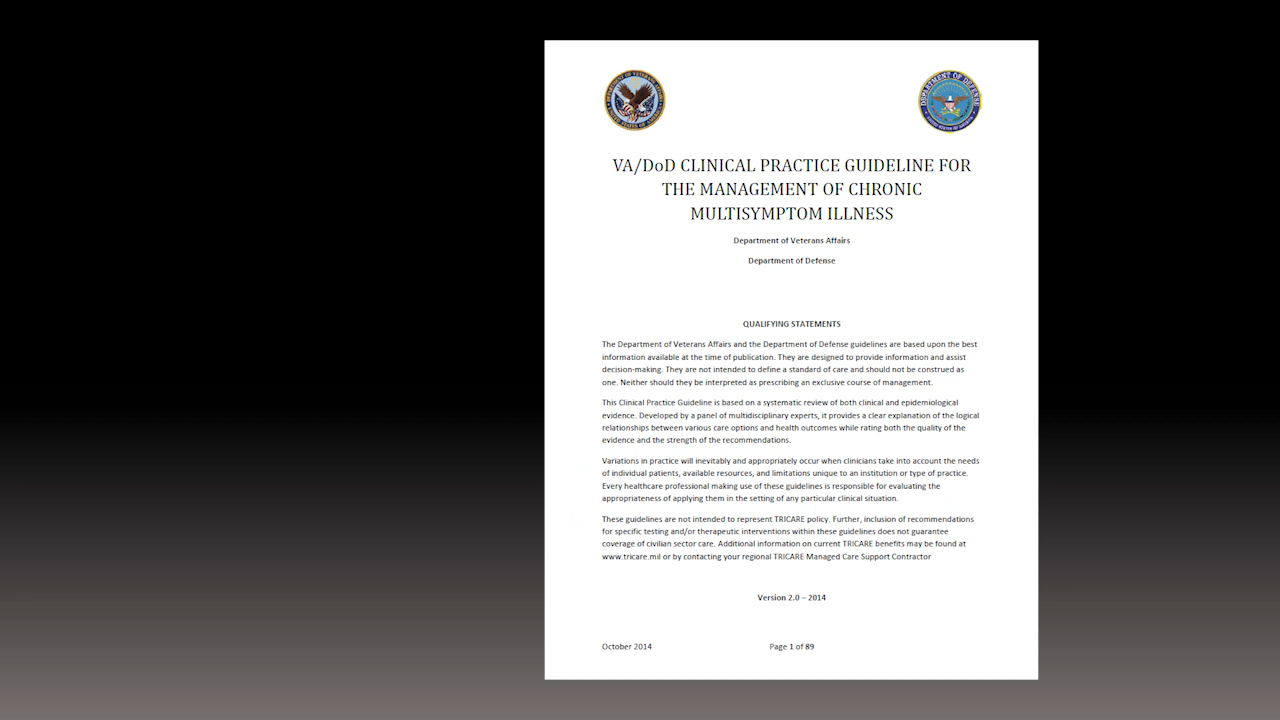 VA/DoD CLINICAL PRACTICE GUIDELINE FOR
THE MANAGEMENT OF CHRONIC
MULTISYMPTOM ILLNESS
Department of Veterans Affairs
Department of Defense
QUALIFYING STATEMENTS
The Department of Veterans Affairs and the Department of Defense guidelines are based upon the best
information available at the time of publication. They are designed to provide information and assist
decision-making. They are not intended to define a standard of care and should not be construed as
one. Neither should they be interpreted as prescribing an exclusive course of management.
This Clinical Practice Guideline is based on a systematic review of both clinical and epidemiological
evidence. Developed by a panel of multidisciplinary experts, it provides a clear explanation of the logical
relationships between various care options and health outcomes while rating both the quality of the
evidence and the strength of the recommendations.
Variations in practice will inevitably and appropriately occur when clinicians take into account the needs
of individual patients, available resources, and limitations unique to an institution or type of practice.
Every healthcare professional making use of these guidelines is responsible for evaluating the
appropriateness of applying them in the setting of any particular clinical situation.
These guidelines are not intended to represent TRICARE policy. Further, inclusion of recommendations
for specific testing and/or therapeutic interventions within these guidelines does not guarantee
coverage of civilian sector care. Additional information on current TRICARE benefits may be found at
www.tricare.mil or by contacting your regional TRICARE Managed Care Support Contractor
Version 2.0 – 2014
October 2014 Page 1 of 89